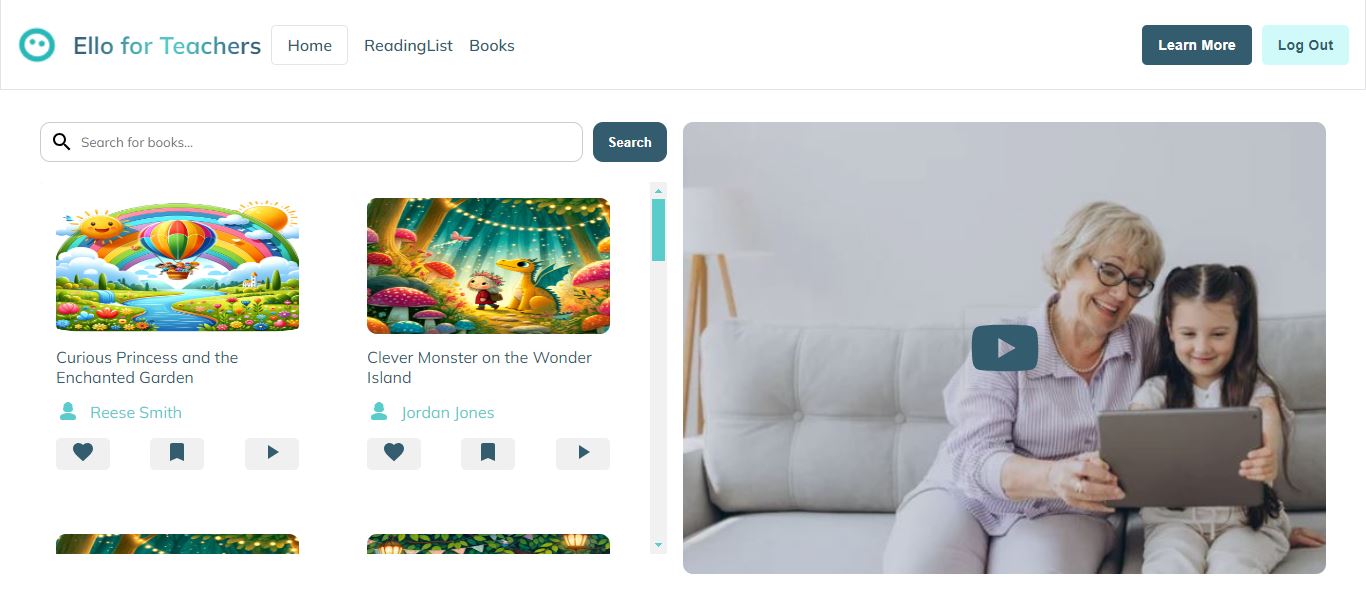 Ello for Teachers
Home
ReadingList
Books
Learn More
Log Out
Search for books...
Search
Curious Princess and the
Enchanted Garden
Reese Smith
Clever Monster on the Wonder
Island
Jordan Jones